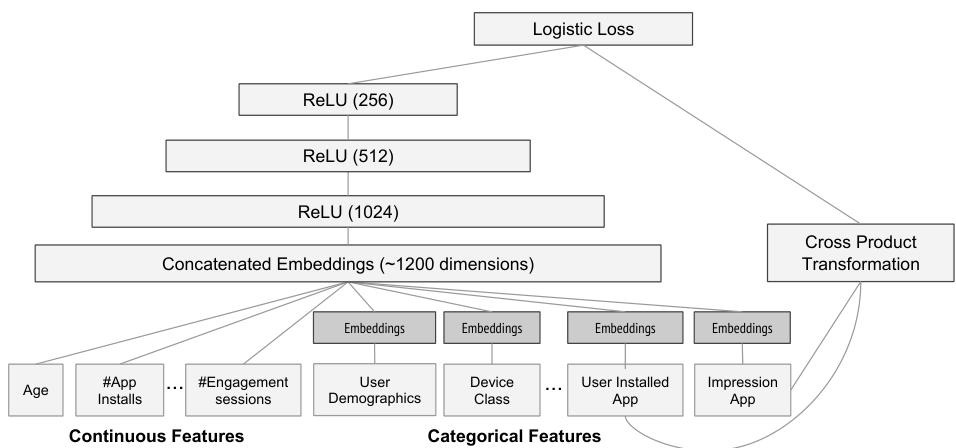 Logistic Loss
ReLU (256)
ReLU (512)
ReLU (1024)
Concatenated Embeddings (~1200 dimensions)
Cross Product
Transformation
Embeddings
Embeddings
Embeddings
Embeddings
Age
#App
Installs
...
#Engagement
sessions
User
Demographics
Device
Class
...
User Installed
App
Impression
App
Continuous Features
Categorical Features